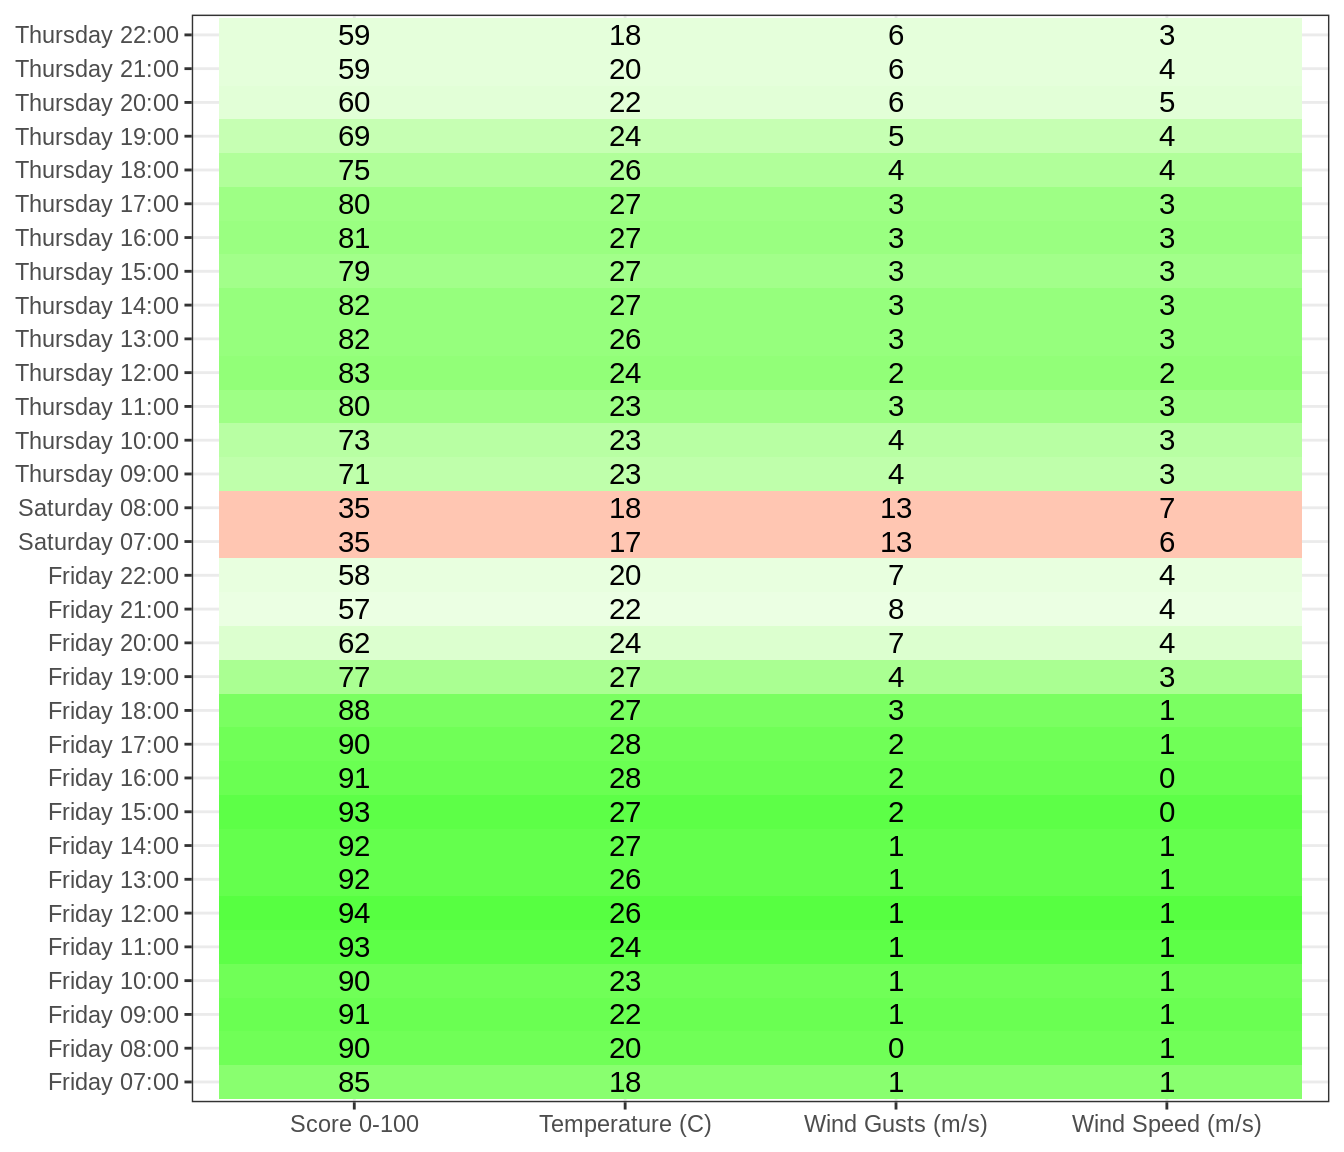 Thursday 22:00 59 18 6 3
Thursday 21:00 59 20 6 4
Thursday 20:00 60 22 6 5
Thursday 19:00 69 24 5 4
Thursday 18:00 75 26 4 4
Thursday 17:00 80 27 3 3
Thursday 16:00 81 27 3 3
Thursday 15:00 79 27 3 3
Thursday 14:00 82 27 3 3
Thursday 13:00 82 26 3 3
Thursday 12:00 83 24 2 2
Thursday 11:00 80 23 3 3
Thursday 10:00 73 23 4 3
Thursday 09:00 71 23 4 3
Saturday 08:00 35 18 13 7
Saturday 07:00 35 17 13 6
Friday 22:00 58 20 7 4
Friday 21:00 57 22 8 4
Friday 20:00 62 24 7 4
Friday 19:00 77 27 4 3
Friday 18:00 88 27 3 1
Friday 17:00 90 28 2 1
Friday 16:00 91 28 2 0
Friday 15:00 93 27 2 0
Friday 14:00 92 27 1 1
Friday 13:00 92 26 1 1
Friday 12:00 94 26 1 1
Friday 11:00 93 24 1 1
Friday 10:00 90 23 1 1
Friday 09:00 91 22 1 1
Friday 08:00 90 20 0 1
Friday 07:00 85 18 1 1
Score 0-100 Temperature (C) Wind Gusts (m/s) Wind Speed (m/s)